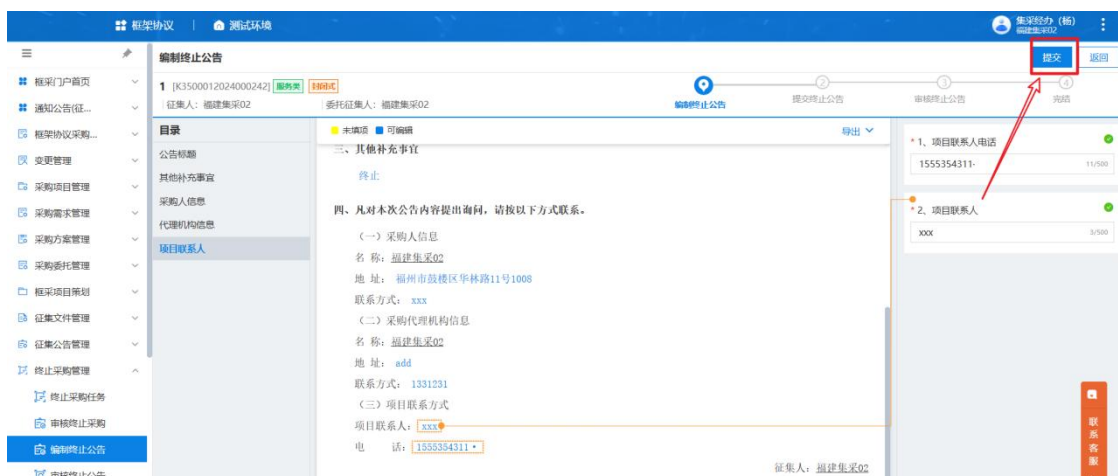 框架协议 | 测试环境
集采经办（杨）
福建集采02
编制终止公告
提交
返回
1 [K3500012024000242] 服务类 封闭式
征集人：福建集采02
委托征集人：福建集采02
编制终止公告
2
提交终止公告
3
审核终止公告
4
完结
框采门户首页
通知公告(征...
框架协议采购...
变更管理
采购项目管理
采购需求管理
采购方案管理
采购委托管理
框采项目策划
征集文件管理
征集公告管理
终止采购管理
终止采购任务
审核终止采购
编制终止公告
审核终止公告
目录
公告标题
其他补充事宜
采购人信息
代理机构信息
项目联系人
未填项 可编辑
导出
三、其他补充事宜
终止
四、凡对本次公告内容提出询问，请按以下方式联系。
（一）采购人信息
名 称：福建集采02
地 址： 福州市鼓楼区华林路11号1008
联系方式： xxx
（二）采购代理机构信息
名 称：福建集采02
地 址： add
联系方式： 1331231
（三）项目联系方式
项目联系人： xxx
电 话： 1555354311·
征集人：福建集采02
* 1、项目联系人电话
1555354311·
11/500
* 2、项目联系人
xxx
3/500
联系客服